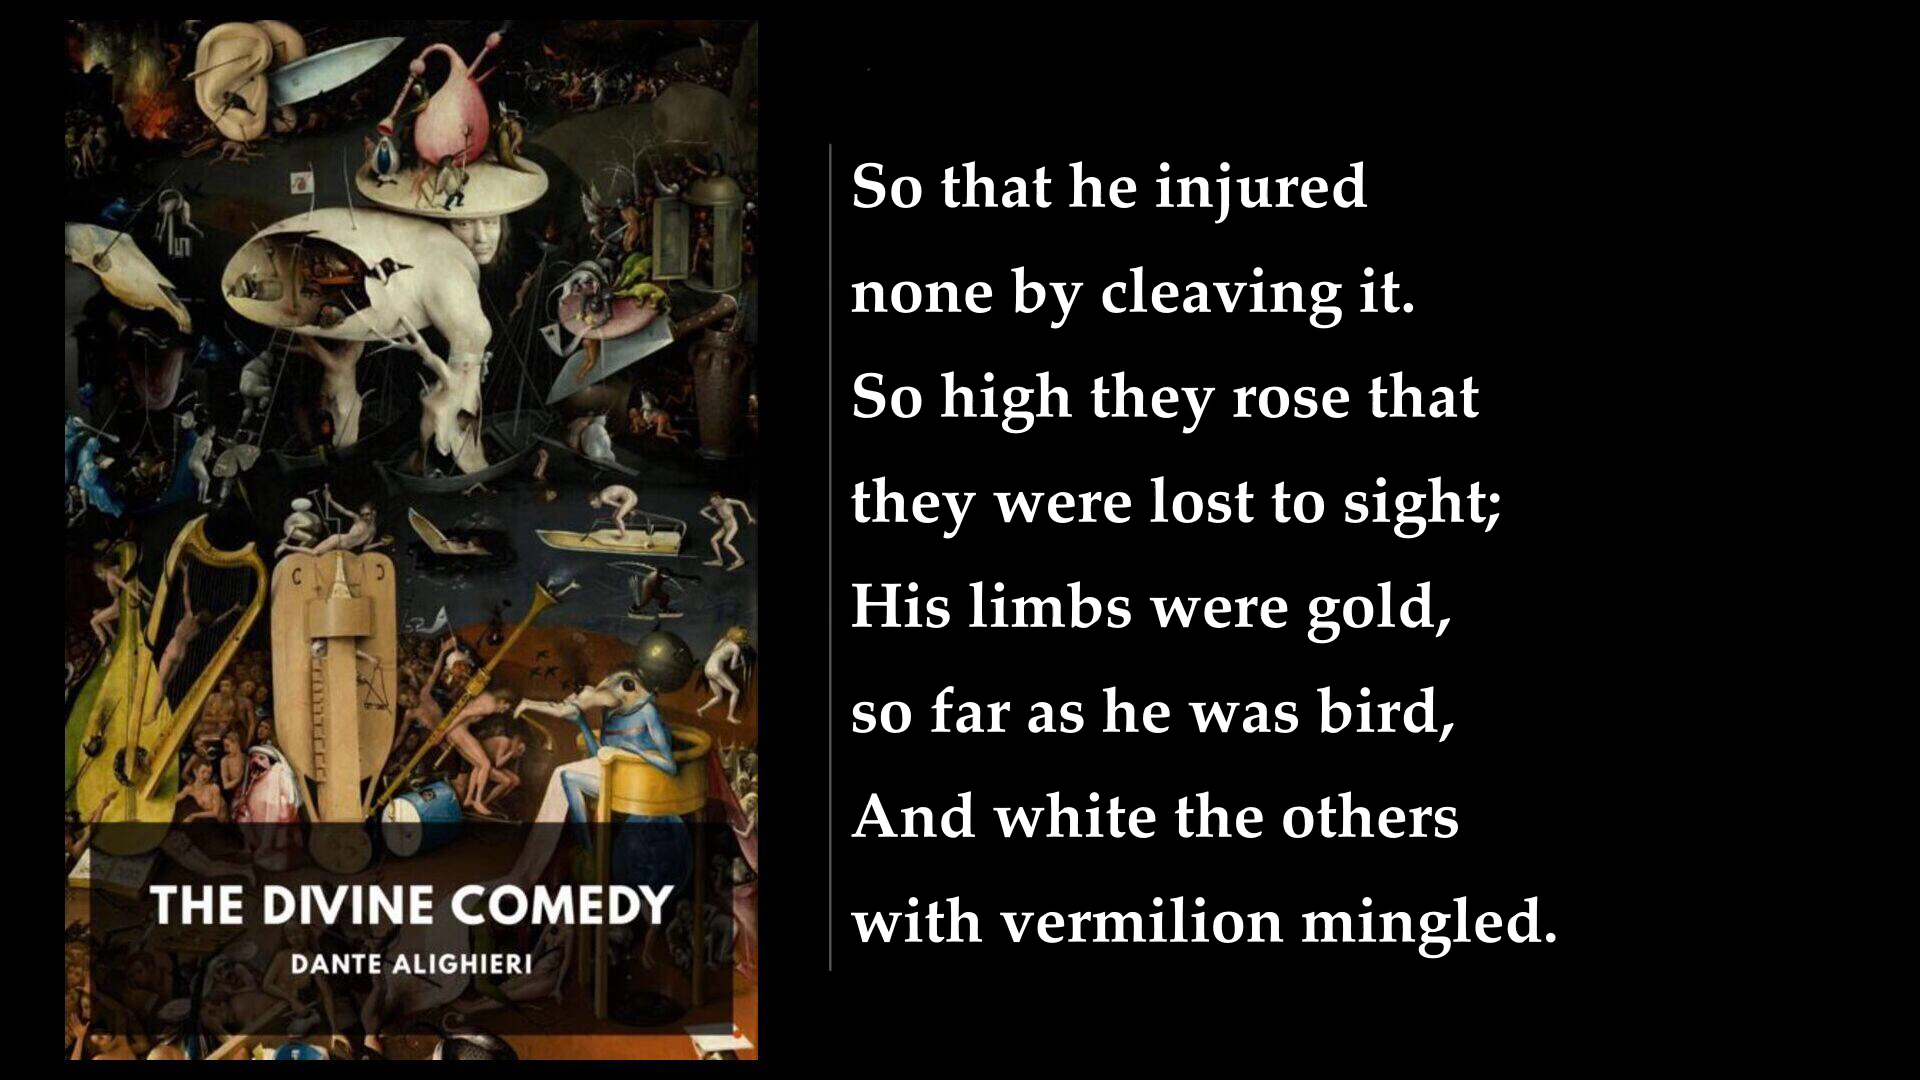 So that he injured
none by cleaving it.
So high they rose that
they were lost to sight;
His limbs were gold,
so far as he was bird,
And white the others
with vermilion mingled.
THE DIVINE COMEDY
DANTE ALIGHIERI